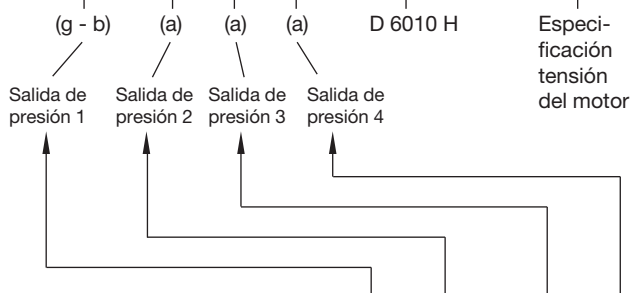 (g - b) (a) (a) (a) D 6010 H Especi-
ficación
tensión
del motor
Salida de presión 1
Salida de presión 2
Salida de presión 3
Salida de presión 4